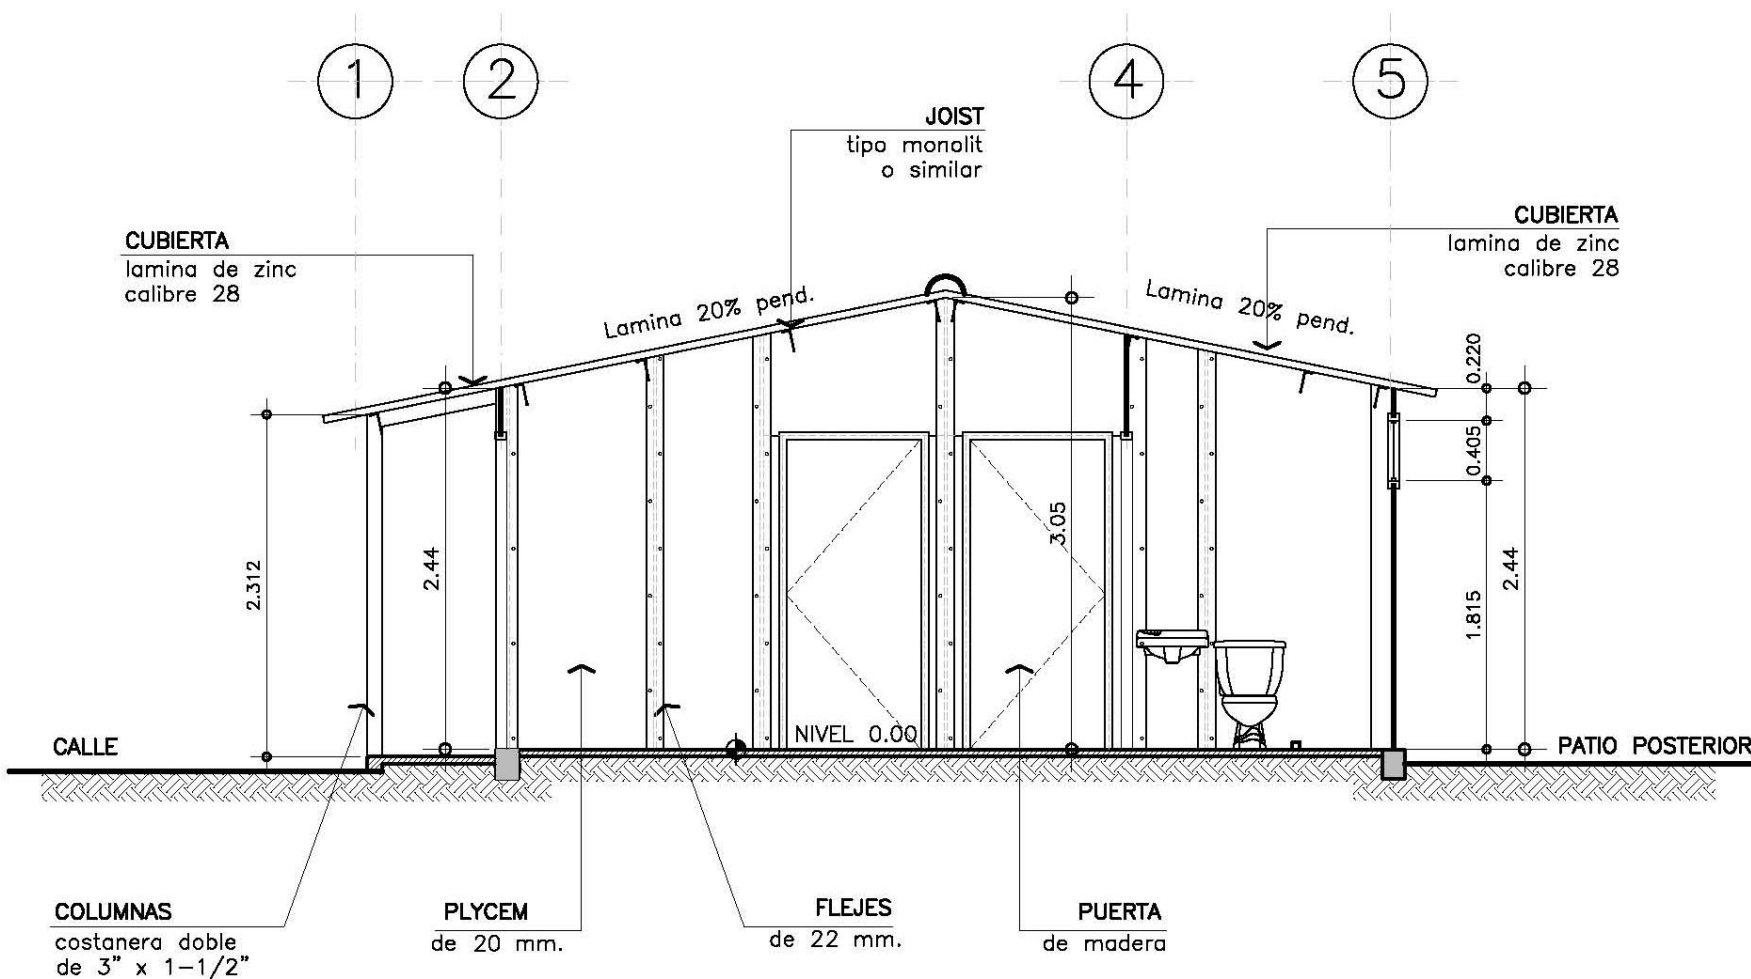 1
2
4
5
JOIST
tipo monolit
o similar
CUBIERTA
lamina de zinc
calibre 28
CUBIERTA
lamina de zinc
calibre 28
Lamina 20% pend.
Lamina 20% pend.
0.220
0.405
1.815
2.44
3.05
2.44
2.312
NIVEL 0.00
CALLE
PATIO POSTERIOR
COLUMNAS
costanera doble
de 3" x 1-1/2"
PLYCEM
de 20 mm.
FLEJES
de 22 mm.
PUERTA
de madera